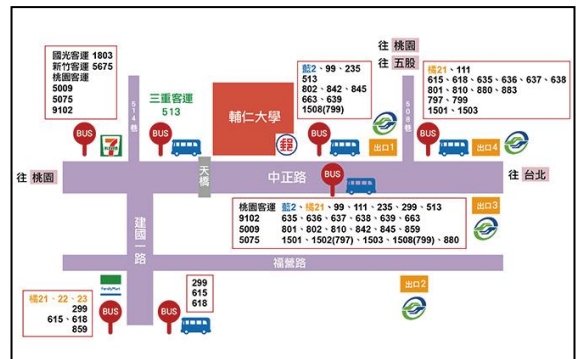 國光客運 1803
新竹客運 5675
桃園客運
5009
5075
9102
514巷
三重客運
513
輔仁大學
郵
藍2、99、235
513
802、842、845
663、639
1508(799)
往 桃園
往 五股
508巷
橘21、111
615、618、635、636、637、638
801、810、880、883
797、799
1501、1503
BUS
7
ELEVEN
BUS
BUS
出口1
BUS
出口4
往 桃園
天橋
中正路
BUS
往 台北
出口3
桃園客運 藍2、橘21、99、111、235、299、513
9102 635、636、637、638、639、663
5009 801、802、810、842、845、859
5075 1501、1502(797)、1503、1508(799)、880
建國一路
福營路
FamilyMart
橘21、22、23
299
615、618
859
BUS
299
615
618
BUS
出口2